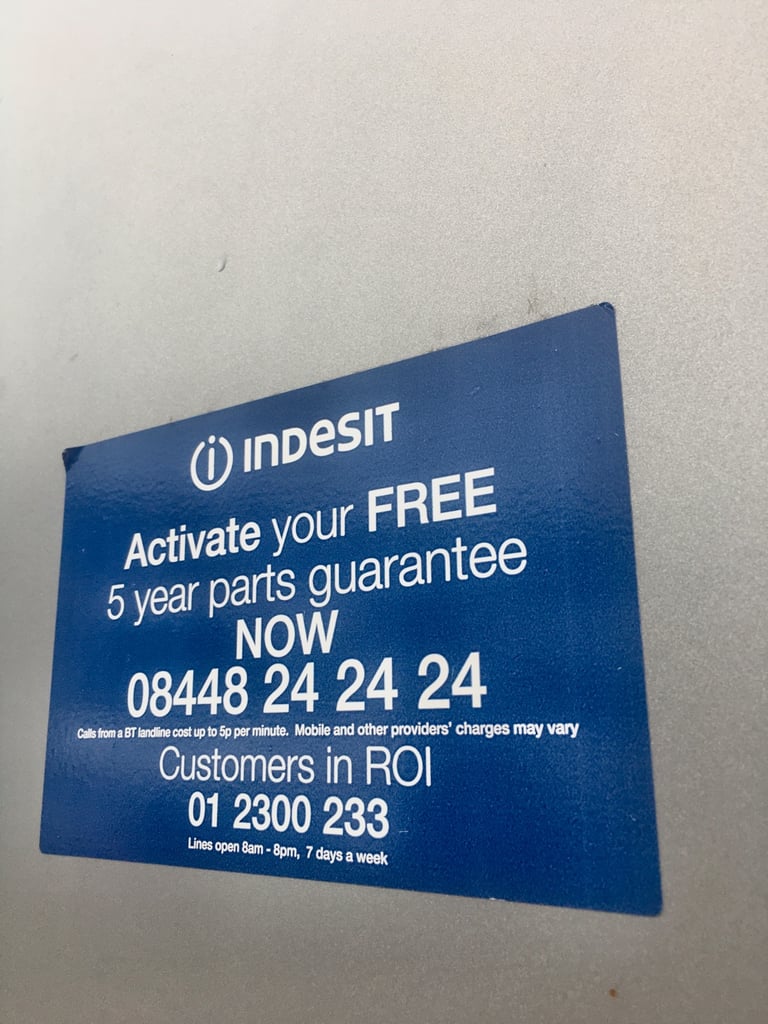 INDESIT
Activate your FREE
5 year parts guarantee
NOW
08448 24 24 24
Calls from a BT landline cost up to 5p per minute. Mobile and other providers' charges may vary
Customers in ROI
01 2300 233
Lines open 8am - 8pm, 7 days a week